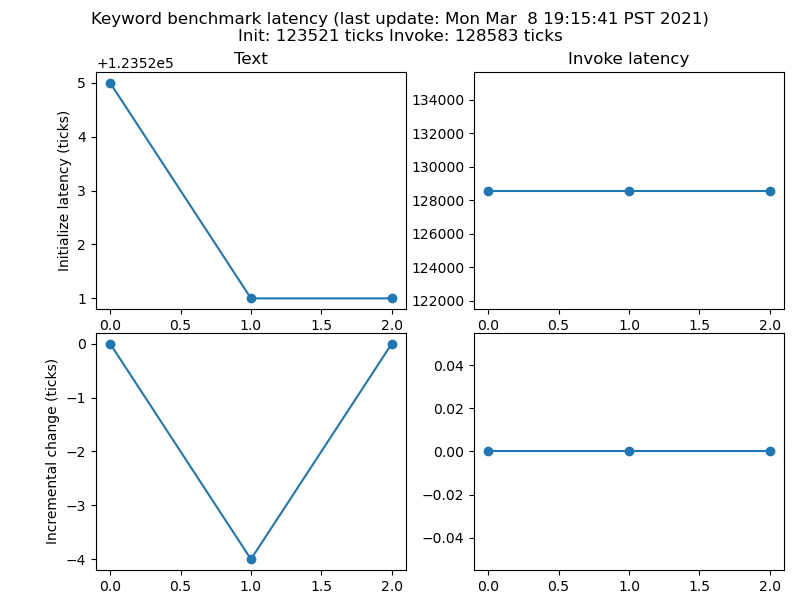 Keyword benchmark latency (last update: Mon Mar  8 19:15:41 PST 2021)
Init: 123521 ticks Invoke: 128583 ticks
Text
Invoke latency
+1.2352e5
Initialize latency (ticks)
5
4
3
2
1
0.0 0.5 1.0 1.5 2.0
134000
132000
130000
128000
126000
124000
122000
0.0 0.5 1.0 1.5 2.0
Incremental change (ticks)
0
−1
−2
−3
−4
0.0 0.5 1.0 1.5 2.0
0.04
0.02
0.00
−0.02
−0.04
0.0 0.5 1.0 1.5 2.0